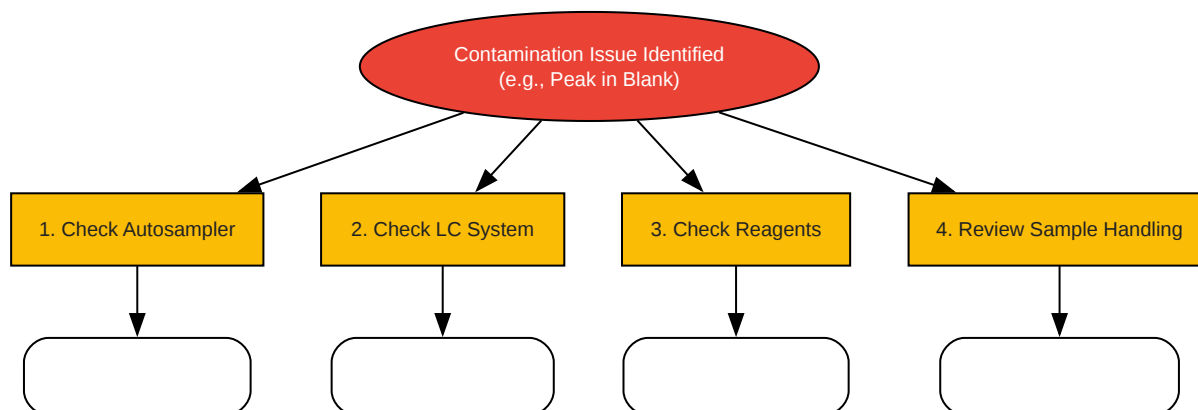 Contamination Issue Identified
(e.g., Peak in Blank)
1. Check Autosampler
2. Check LC System
3. Check Reagents
4. Review Sample Handling